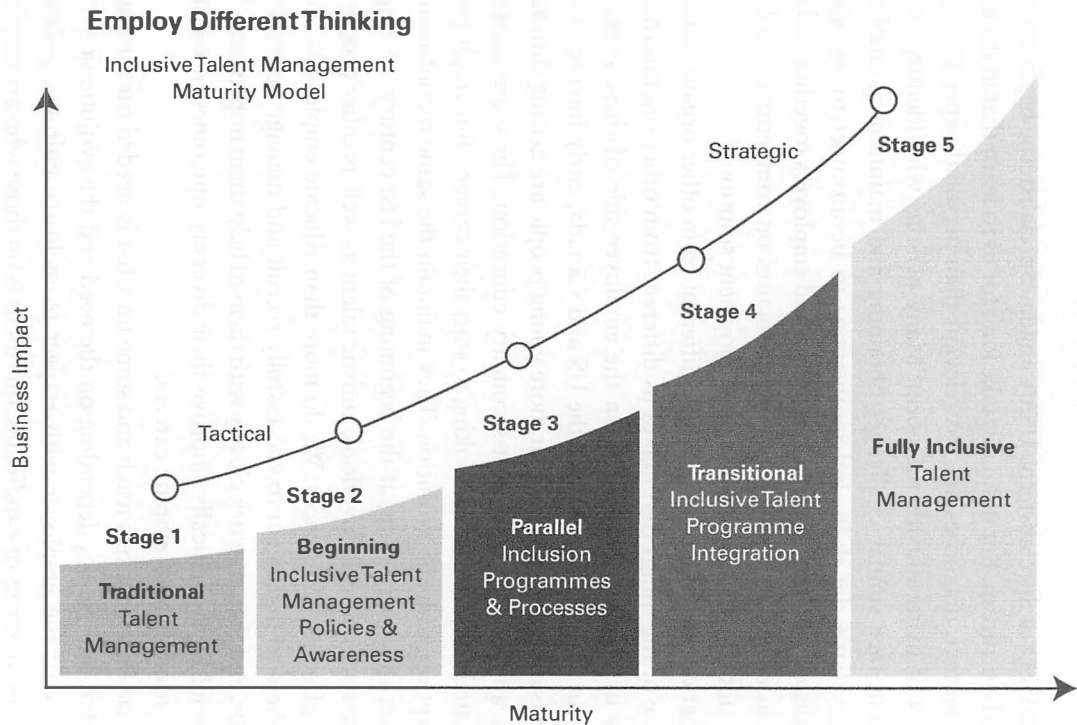 Employ Different Thinking
Inclusive Talent Management
Maturity Model
Business Impact
Tactical
Strategic
Stage 1
Traditional
Talent
Management
Stage 2
Beginning
Inclusive Talent
Management
Policies &
Awareness
Stage 3
Parallel
Inclusion
Programmes
& Processes
Stage 4
Transitional
Inclusive Talent
Programme
Integration
Stage 5
Fully Inclusive
Talent
Management
Maturity